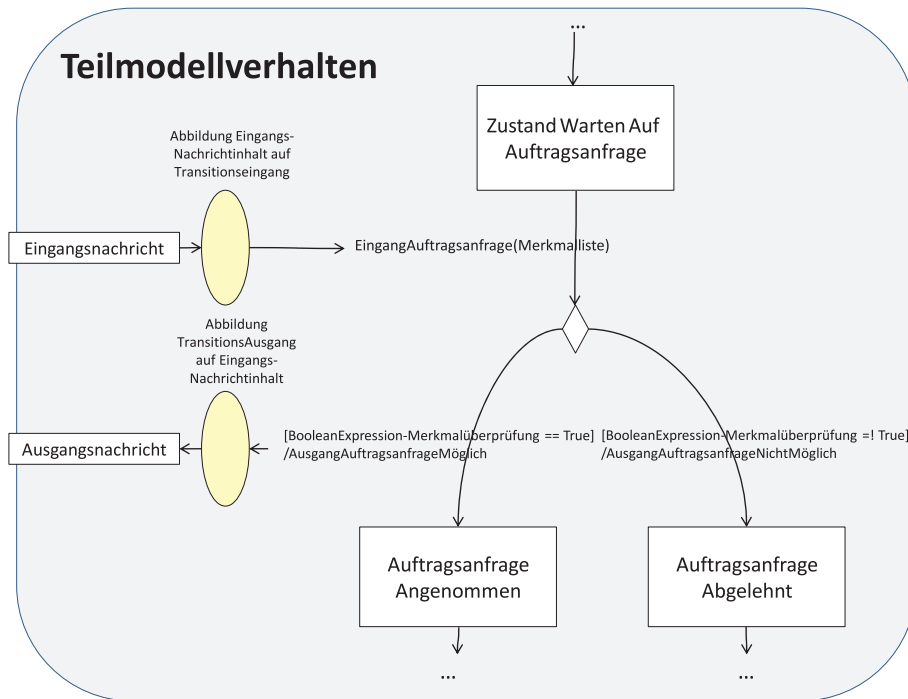 ...
Teilmodellverhalten
Zustand Warten Auf
Auftragsanfrage
Abbildung Eingangs-
Nachrichtinhalt auf
Transitionseingang
Eingangsnachricht
EingangAuftragsanfrage(Merkmalliste)
Abbildung
TransitionsAusgang
auf Eingangs-
Nachrichtinhalt
Ausgangsnachricht
[BooleanExpression-Merkmalüberprüfung == True]
/AusgangAuftragsanfrageMöglich
[BooleanExpression-Merkmalüberprüfung =! True]
/AusgangAuftragsanfrageNichtMöglich
Auftragsanfrage
Angenommen
Auftragsanfrage
Abgelehnt
...
...